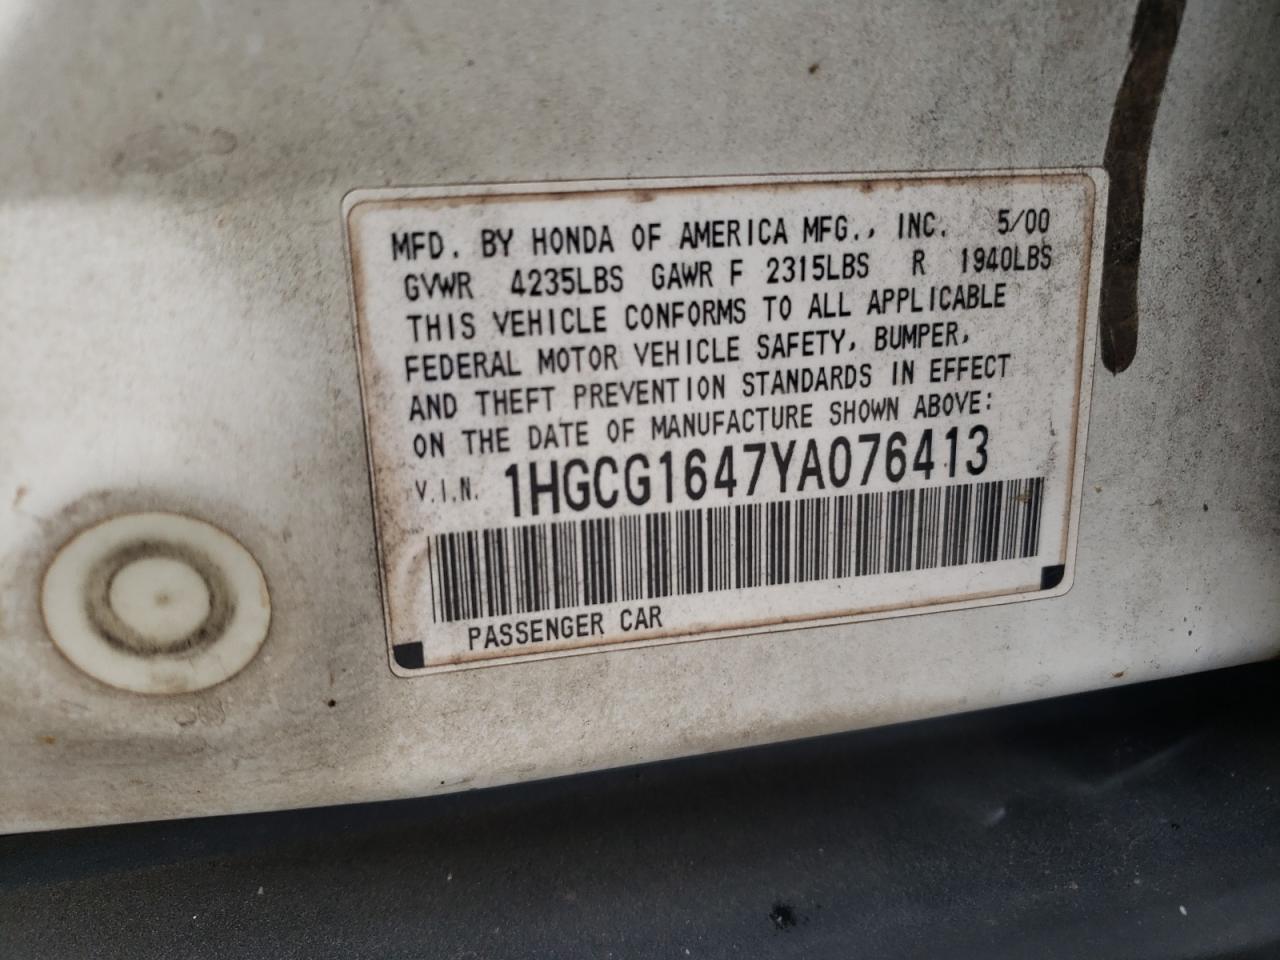 MFD. BY HONDA OF AMERICA MFG., INC. 5/00
GVWR 4235LBS GAWR F 2315LBS R 1940LBS
THIS VEHICLE CONFORMS TO ALL APPLICABLE
FEDERAL MOTOR VEHICLE SAFETY, BUMPER,
AND THEFT PREVENTION STANDARDS IN EFFECT
ON THE DATE OF MANUFACTURE SHOWN ABOVE:
V.I.N. 1HGCG1647YA076413
PASSENGER CAR